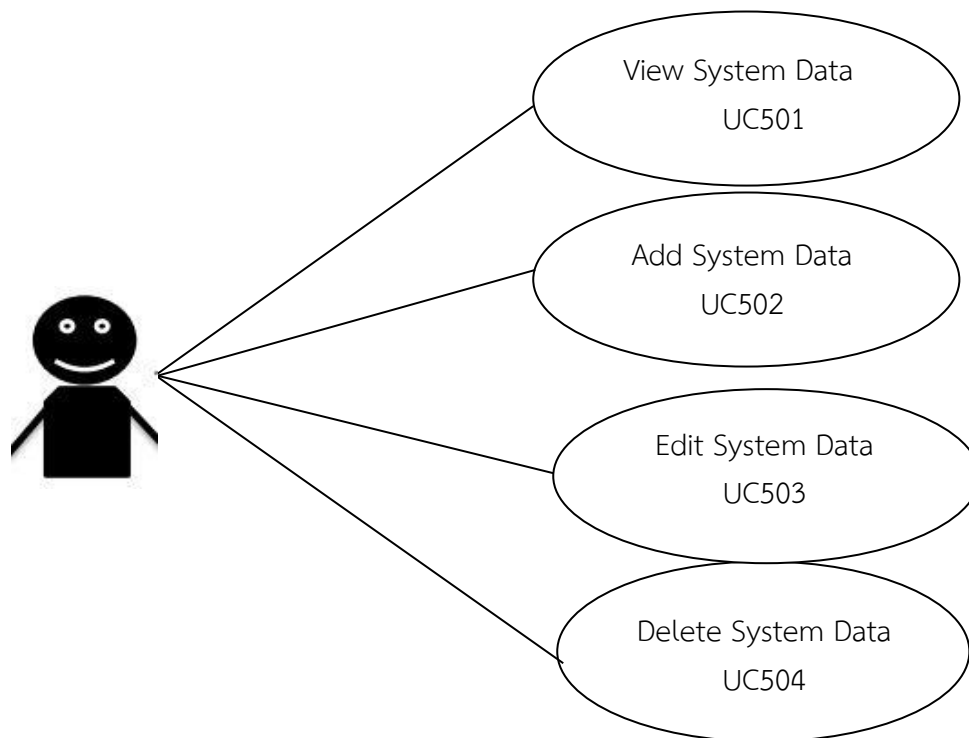 View System Data
UC501
Add System Data
UC502
Edit System Data
UC503
Delete System Data
UC504